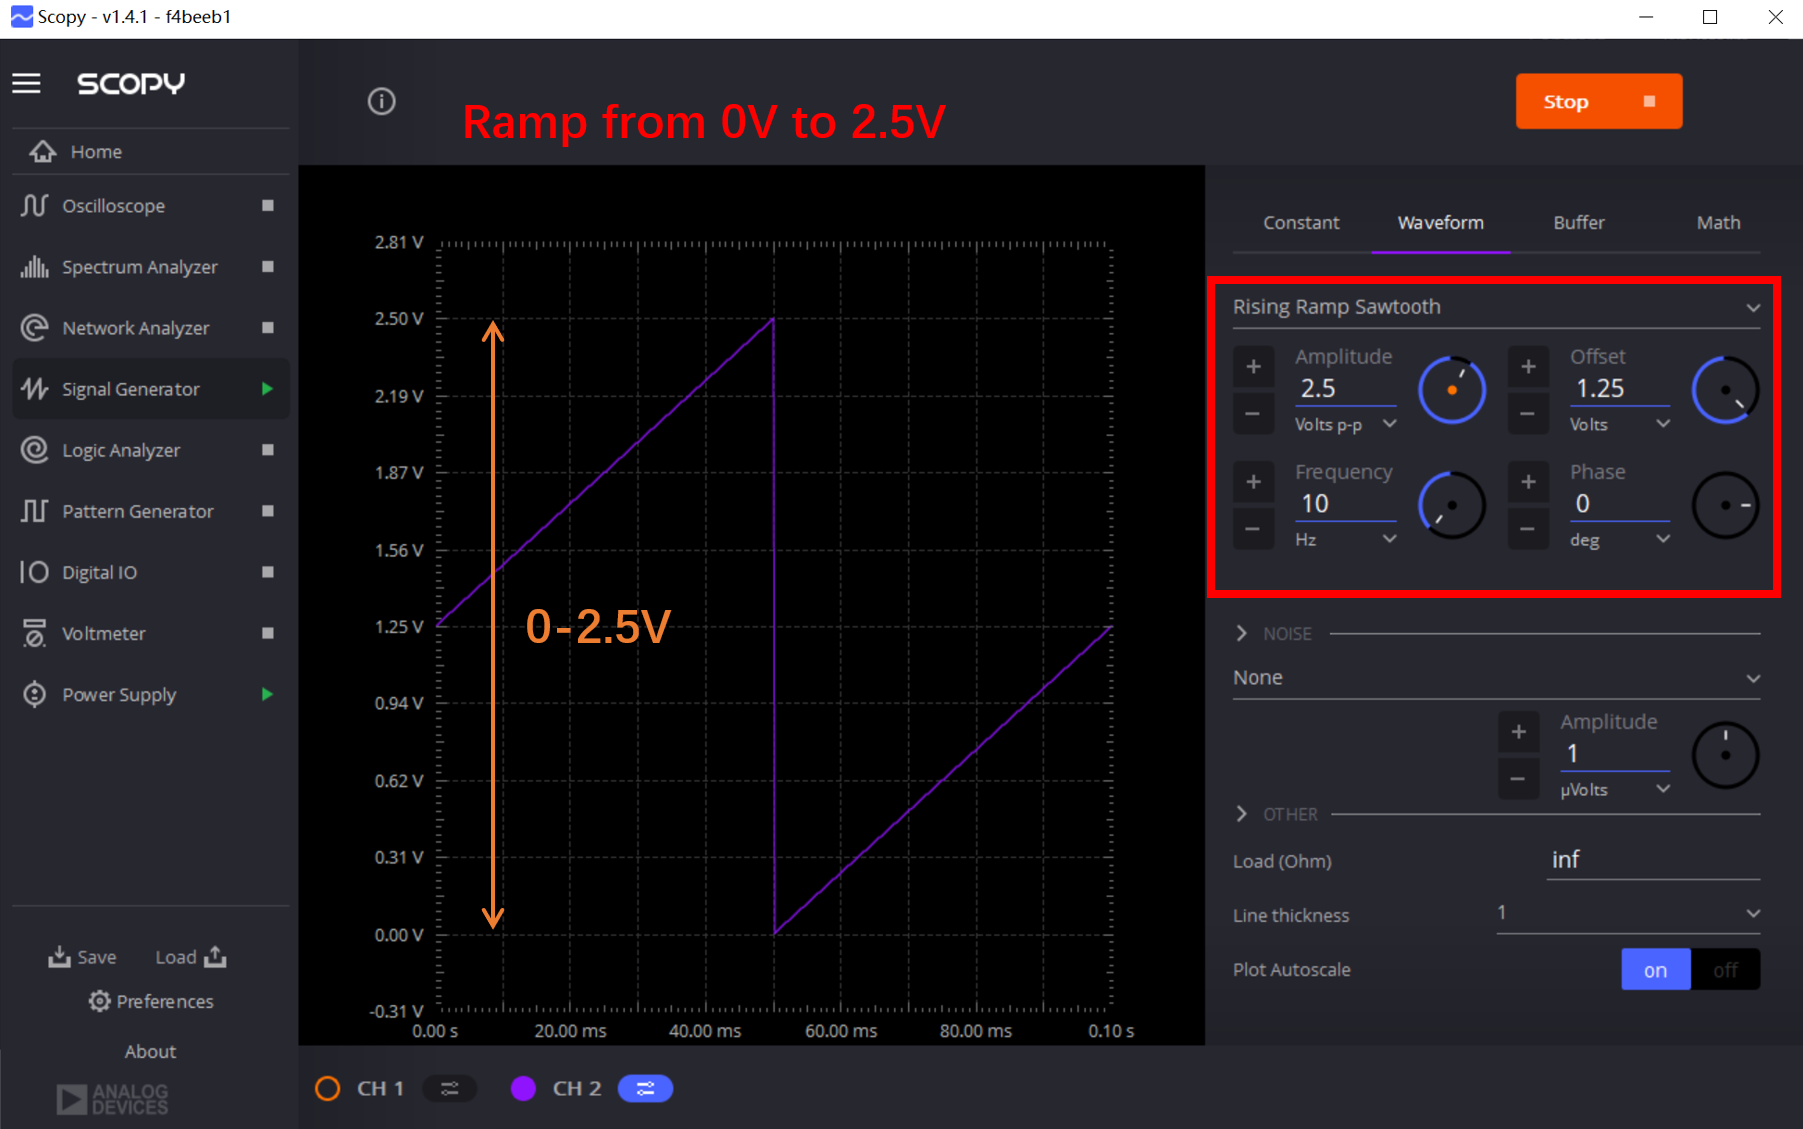 Scopy - v1.4.1 - f4beeb1
SCOPY
Home
Oscilloscope
Spectrum Analyzer
Network Analyzer
Signal Generator
Logic Analyzer
Pattern Generator
Digital IO
Voltmeter
Power Supply
Save Load
Preferences
About
ANALOG
DEVICES
Ramp from 0V to 2.5V
Stop
2.81 V
2.50 V
2.19 V
1.87 V
1.56 V
1.25 V
0.94 V
0.62 V
0.31 V
0.00 V
-0.31 V
0-2.5V
0.00 s 20.00 ms 40.00 ms 60.00 ms 80.00 ms 0.10 s
CH 1 CH 2
Constant Waveform Buffer Math
Rising Ramp Sawtooth
Amplitude Offset
2.5 1.25
Volts p-p Volts
Frequency Phase
10 0
Hz deg
NOISE
None
Amplitude
1
µVolts
OTHER
Load (Ohm) inf
Line thickness 1
Plot Autoscale on off